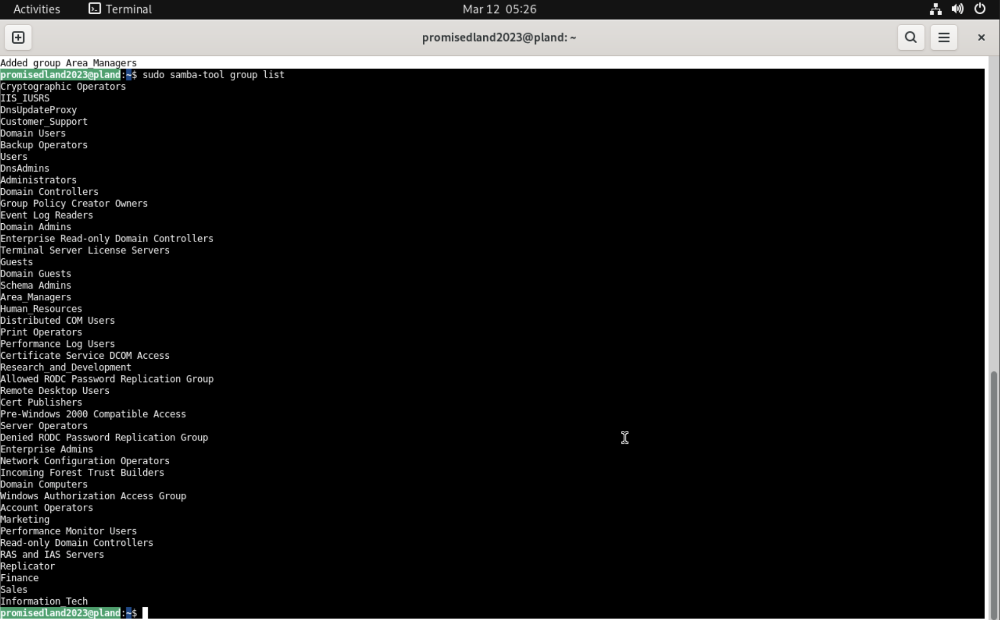 Activities Terminal Mar 12 05:26
promisedland2023@pland: ~
Added group Area_Managers
promisedland2023@pland:~$ sudo samba-tool group list
Cryptographic Operators
IIS_IUSRS
DnsUpdateProxy
Customer_Support
Domain Users
Backup Operators
Users
DnsAdmins
Administrators
Domain Controllers
Group Policy Creator Owners
Event Log Readers
Domain Admins
Enterprise Read-only Domain Controllers
Terminal Server License Servers
Guests
Domain Guests
Schema Admins
Area_Managers
Human_Resources
Distributed COM Users
Print Operators
Performance Log Users
Certificate Service DCOM Access
Research_and_Development
Allowed RODC Password Replication Group
Remote Desktop Users
Cert Publishers
Pre-Windows 2000 Compatible Access
Server Operators
Denied RODC Password Replication Group
Enterprise Admins
Network Configuration Operators
Incoming Forest Trust Builders
Domain Computers
Windows Authorization Access Group
Account Operators
Marketing
Performance Monitor Users
Read-only Domain Controllers
RAS and IAS Servers
Replicator
Finance
Sales
Information_Tech
promisedland2023@pland:~$